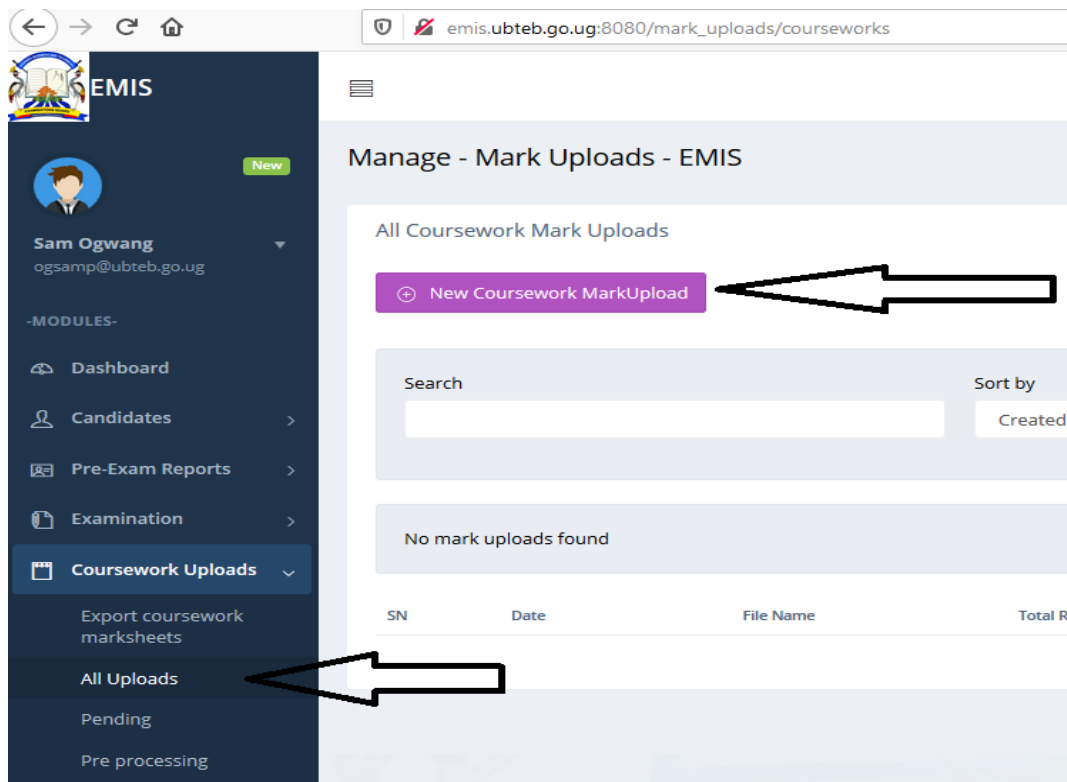 emis.ubteb.go.ug:8080/mark_uploads/courseworks
EMIS
New
Sam Ogwang
ogsamp@ubteb.go.ug
-MODULES-
Dashboard
Candidates
Pre-Exam Reports
Examination
Coursework Uploads
Export coursework
marksheets
All Uploads
Pending
Pre processing
Manage - Mark Uploads - EMIS
All Coursework Mark Uploads
New Coursework MarkUpload
Search
Sort by
Created
No mark uploads found
SN Date File Name Total R